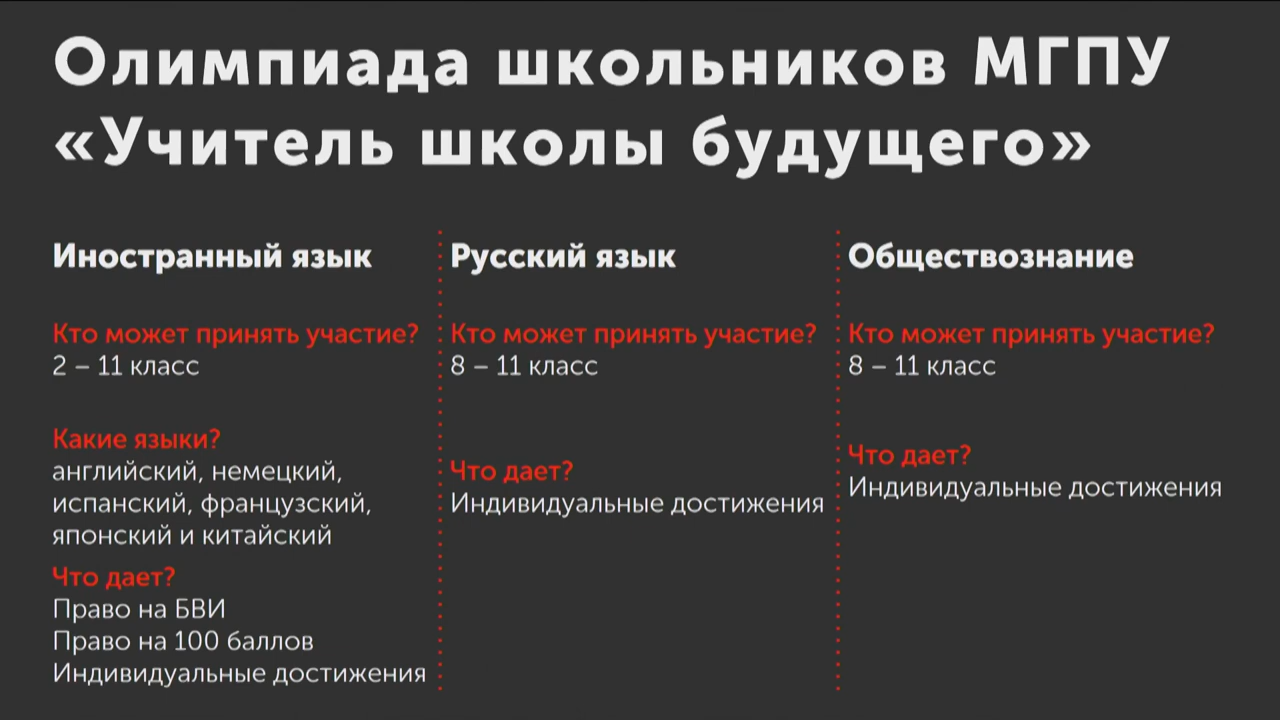 Олимпиада школьников МГПУ
«Учитель школы будущего»
Иностранный язык
Кто может принять участие?
2 – 11 класс
Какие языки?
английский, немецкий,
испанский, французский,
японский и китайский
Что дает?
Право на БВИ
Право на 100 баллов
Индивидуальные достижения
Русский язык
Кто может принять участие?
8 – 11 класс
Что дает?
Индивидуальные достижения
Обществознание
Кто может принять участие?
8 – 11 класс
Что дает?
Индивидуальные достижения